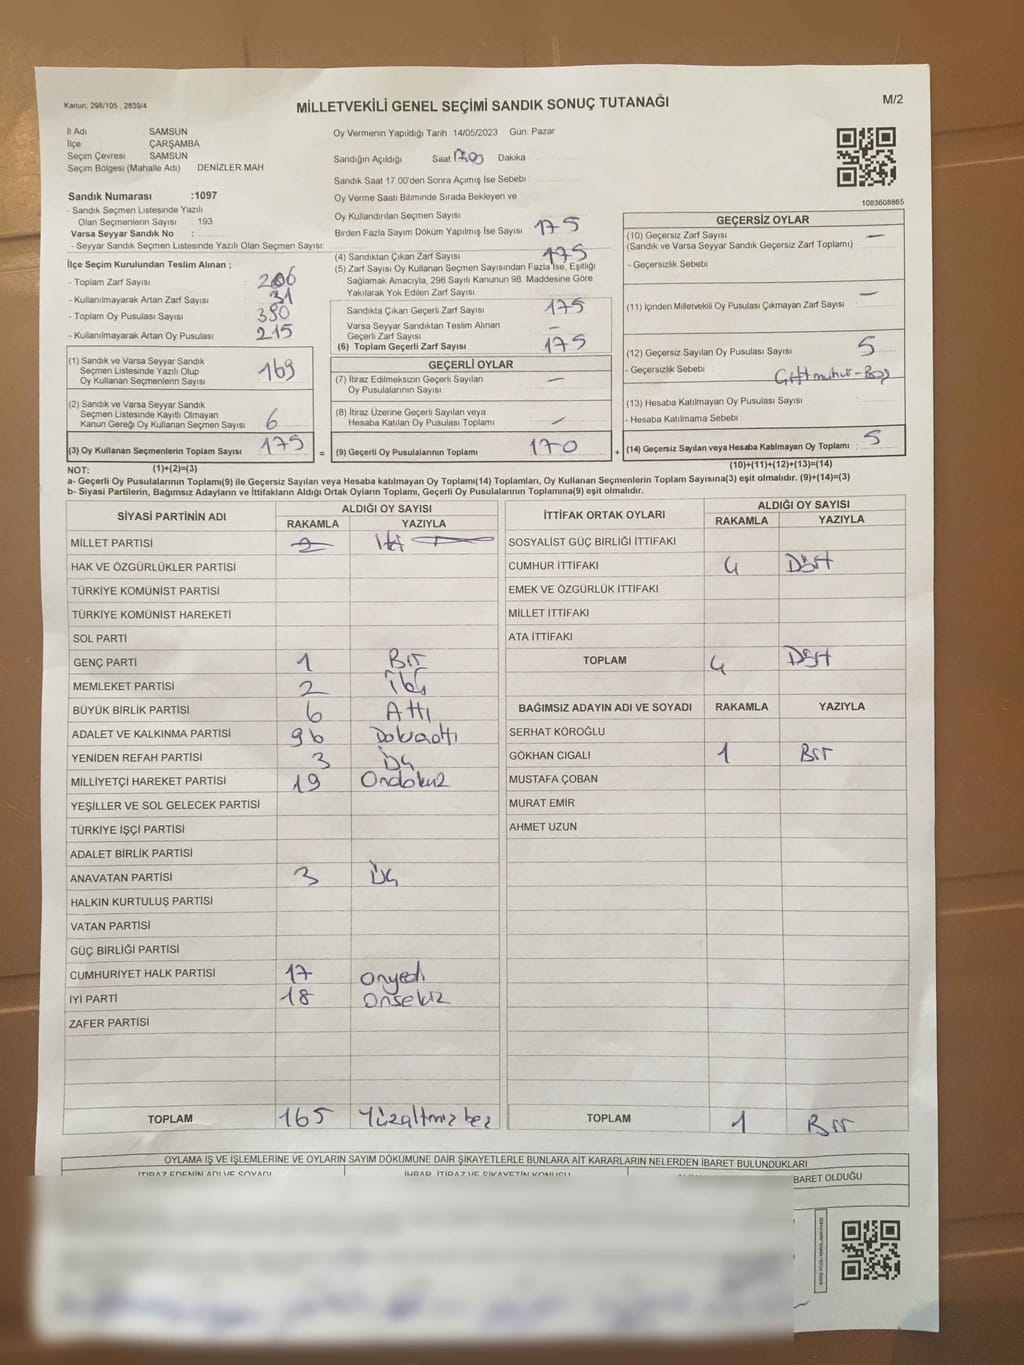 Kanun; 298/105 , 2839/4
MİLLETVEKİLİ GENEL SEÇİMİ SANDIK SONUÇ TUTANAĞI
M/2
İl Adı SAMSUN
İlçe ÇARŞAMBA
Seçim Çevresi SAMSUN
Seçim Bölgesi (Mahalle Adı) DENİZLER MAH
Oy Vermenin Yapıldığı Tarih :14/05/2023 Gün: Pazar
Sandığın Açıldığı Saat 17.00 Dakika
Sandık Saat 17 00'den Sonra Açımış İse Sebebi
Oy Verme Saati Bitiminde Sırada Bekleyen ve
Oy Kullandırılan Seçmen Sayısı
Birden Fazla Sayım Döküm Yapılmış İse Sayısı 175
1083608865
Sandık Numarası :1097
- Sandık Seçmen Listesinde Yazılı
Olan Seçmenlerin Sayısı : 193
Varsa Seyyar Sandık No :
- Seyyar Sandık Seçmen Listesinde Yazılı Olan Seçmen Sayısı:
İlçe Seçim Kurulundan Teslim Alınan ;
- Toplam Zarf Sayısı 206
- Kullanılmayarak Artan Zarf Sayısı 31
- Toplam Oy Pusulası Sayısı 390
- Kullanılmayarak Artan Oy Pusulası 215
(1) Sandık ve Varsa Seyyar Sandık
Seçmen Listesinde Yazılı Olup
Oy Kullanan Seçmenlerin Sayısı 169
(2) Sandık ve Varsa Seyyar Sandık
Seçmen Listesinde Kayıtlı Olmayan
Kanun Gereği Oy Kullanan Seçmen Sayısı 6
(3) Oy Kullanan Seçmenlerin Toplam Sayısı 175
(4) Sandıktan Çıkan Zarf Sayısı 175
(5) Zarf Sayısı Oy Kullanan Seçmen Sayısından Fazla İse, Eşitliği
Sağlamak Amacıyla, 298 Sayılı Kanunun 98. Maddesine Göre
Yakılarak Yok Edilen Zarf Sayısı
Sandıkta Çıkan Geçerli Zarf Sayısı 175
Varsa Seyyar Sandıktan Teslim Alınan
Geçerli Zarf Sayısı –
(6) Toplam Geçerli Zarf Sayısı 175
GEÇERLİ OYLAR
(7) İtiraz Edilmeksizin Geçerli Sayılan
Oy Pusulalarının Sayısı –
(8) İtiraz Üzerine Geçerli Sayılan veya
Hesaba Katılan Oy Pusulası Toplamı –
= (9) Geçerli Oy Pusulalarının Toplamı 170
GEÇERSİZ OYLAR
(10) Geçersiz Zarf Sayısı –
(Sandık ve Varsa Seyyar Sandık Geçersiz Zarf Toplamı) :
- Geçersizlik Sebebi
(11) İçinden Milletvekili Oy Pusulası Çıkmayan Zarf Sayısı –
(12) Geçersiz Sayılan Oy Pusulası Sayısı 5
- Geçersizlik Sebebi Çift mühür-Boş
(13) Hesaba Katılmayan Oy Pusulası Sayısı
- Hesaba Katılmama Sebebi
+ (14) Geçersiz Sayılan veya Hesaba Katılmayan Oy Toplamı : 5
NOT: (1)+(2)=(3)
(10)+(11)+(12)+(13)=(14)
a- Geçerli Oy Pusulalarının Toplamı(9) ile Geçersiz Sayılan veya Hesaba Katılmayan Oy Toplamı(14) Toplamları, Oy Kullanan Seçmenlerin Toplam Sayısına(3) eşit olmalıdır. (9)+(14)=(3)
b- Siyasi Partilerin, Bağımsız Adayların ve İttifakların Aldığı Ortak Oyların Toplamı, Geçerli Oy Pusulalarının Toplamına(9) eşit olmalıdır.
SİYASİ PARTİNİN ADI ALDIĞI OY SAYISI
RAKAMLA YAZIYLA
MİLLET PARTİSİ 2 İki
HAK VE ÖZGÜRLÜKLER PARTİSİ
TÜRKİYE KOMÜNİST PARTİSİ
TÜRKİYE KOMÜNİST HAREKETİ
SOL PARTİ
GENÇ PARTİ 1 Bir
MEMLEKET PARTİSİ 2 İki
BÜYÜK BİRLİK PARTİSİ 6 Altı
ADALET VE KALKINMA PARTİSİ 96 Doksanaltı
YENİDEN REFAH PARTİSİ 3 Üç
MİLLİYETÇİ HAREKET PARTİSİ 19 Ondokuz
YEŞİLLER VE SOL GELECEK PARTİSİ
TÜRKİYE İŞÇİ PARTİSİ
ADALET BİRLİK PARTİSİ
ANAVATAN PARTİSİ 3 Üç
HALKIN KURTULUŞ PARTİSİ
VATAN PARTİSİ
GÜÇ BİRLİĞİ PARTİSİ
CUMHURİYET HALK PARTİSİ 17 Onyedi
İYİ PARTİ 18 Onsekiz
ZAFER PARTİSİ
TOPLAM 165 Yüzaltmışbeş
İTTİFAK ORTAK OYLARI ALDIĞI OY SAYISI
RAKAMLA YAZIYLA
SOSYALİST GÜÇ BİRLİĞİ İTTİFAKI
CUMHUR İTTİFAKI 4 Dört
EMEK VE ÖZGÜRLÜK İTTİFAKI
MİLLET İTTİFAKI
ATA İTTİFAKI
TOPLAM 4 Dört
BAĞIMSIZ ADAYIN ADI VE SOYADI RAKAMLA YAZIYLA
SERHAT KÖROĞLU
GÖKHAN CIGALI 1 Bir
MUSTAFA ÇOBAN
MURAT EMİR
AHMET UZUN
TOPLAM 1 Bir
OYLAMA İŞ VE İŞLEMLERİNE VE OYLARIN SAYIM DÖKÜMÜNE DAİR ŞİKAYETLERLE BUNLARA AİT KARARLARIN NELERDEN İBARET BULUNDUKLARI
İTİRAZ EDENİN ADI VE SOYADI İHBAR, İTİRAZ VE ŞİKAYETİN KONUSU
BARET OLDUĞU